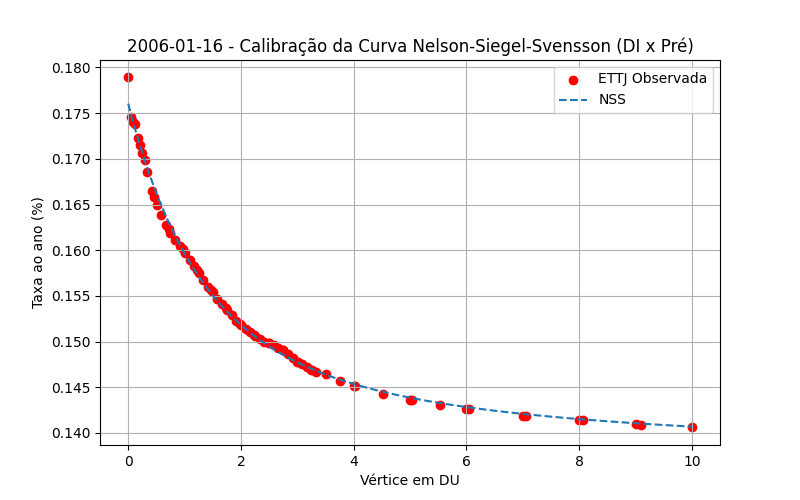 2006-01-16 - Calibração da Curva Nelson-Siegel-Svensson (DI x Pré)
ETTJ Observada
NSS
Taxa ao ano (%)
0.180
0.175
0.170
0.165
0.160
0.155
0.150
0.145
0.140
0 2 4 6 8 10
Vértice em DU